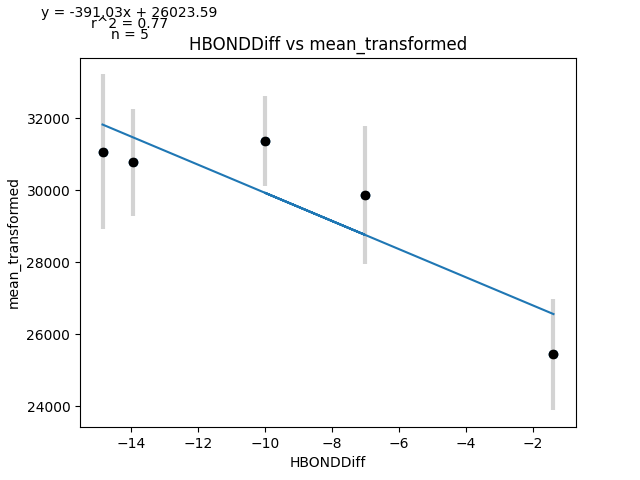 y = -391.03x + 26023.59
r^2 = 0.77
n = 5
HBONDDiff vs mean_transformed
mean_transformed
32000
30000
28000
26000
24000
−14
−12
−10
−8
−6
−4
−2
HBONDDiff